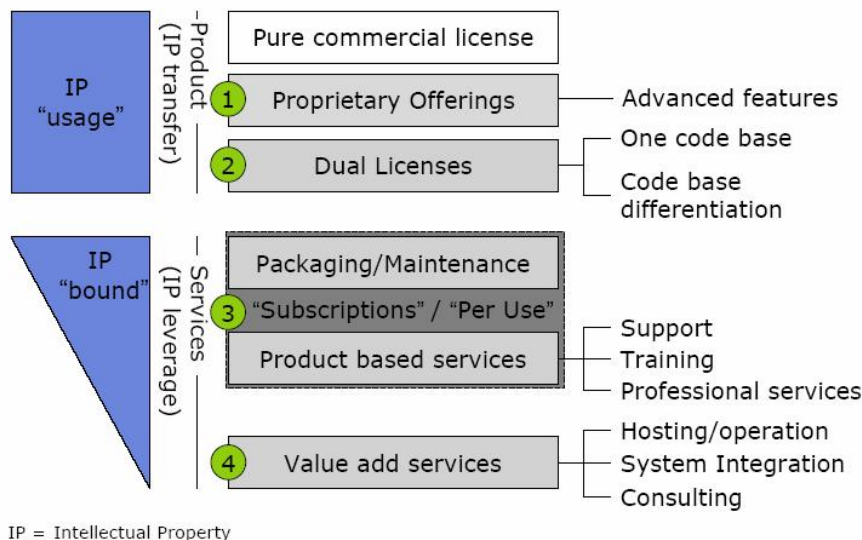 Pure commercial license
IP
“usage”
Product
(IP transfer)
1
Proprietary Offerings
Advanced features
2
Dual Licenses
One code base
Code base
differentiation
IP
“bound”
Services
(IP leverage)
Packaging/Maintenance
3
“Subscriptions” / “Per Use”
Product based services
Support
Training
Professional services
4
Value add services
Hosting/operation
System Integration
Consulting
IP = Intellectual Property